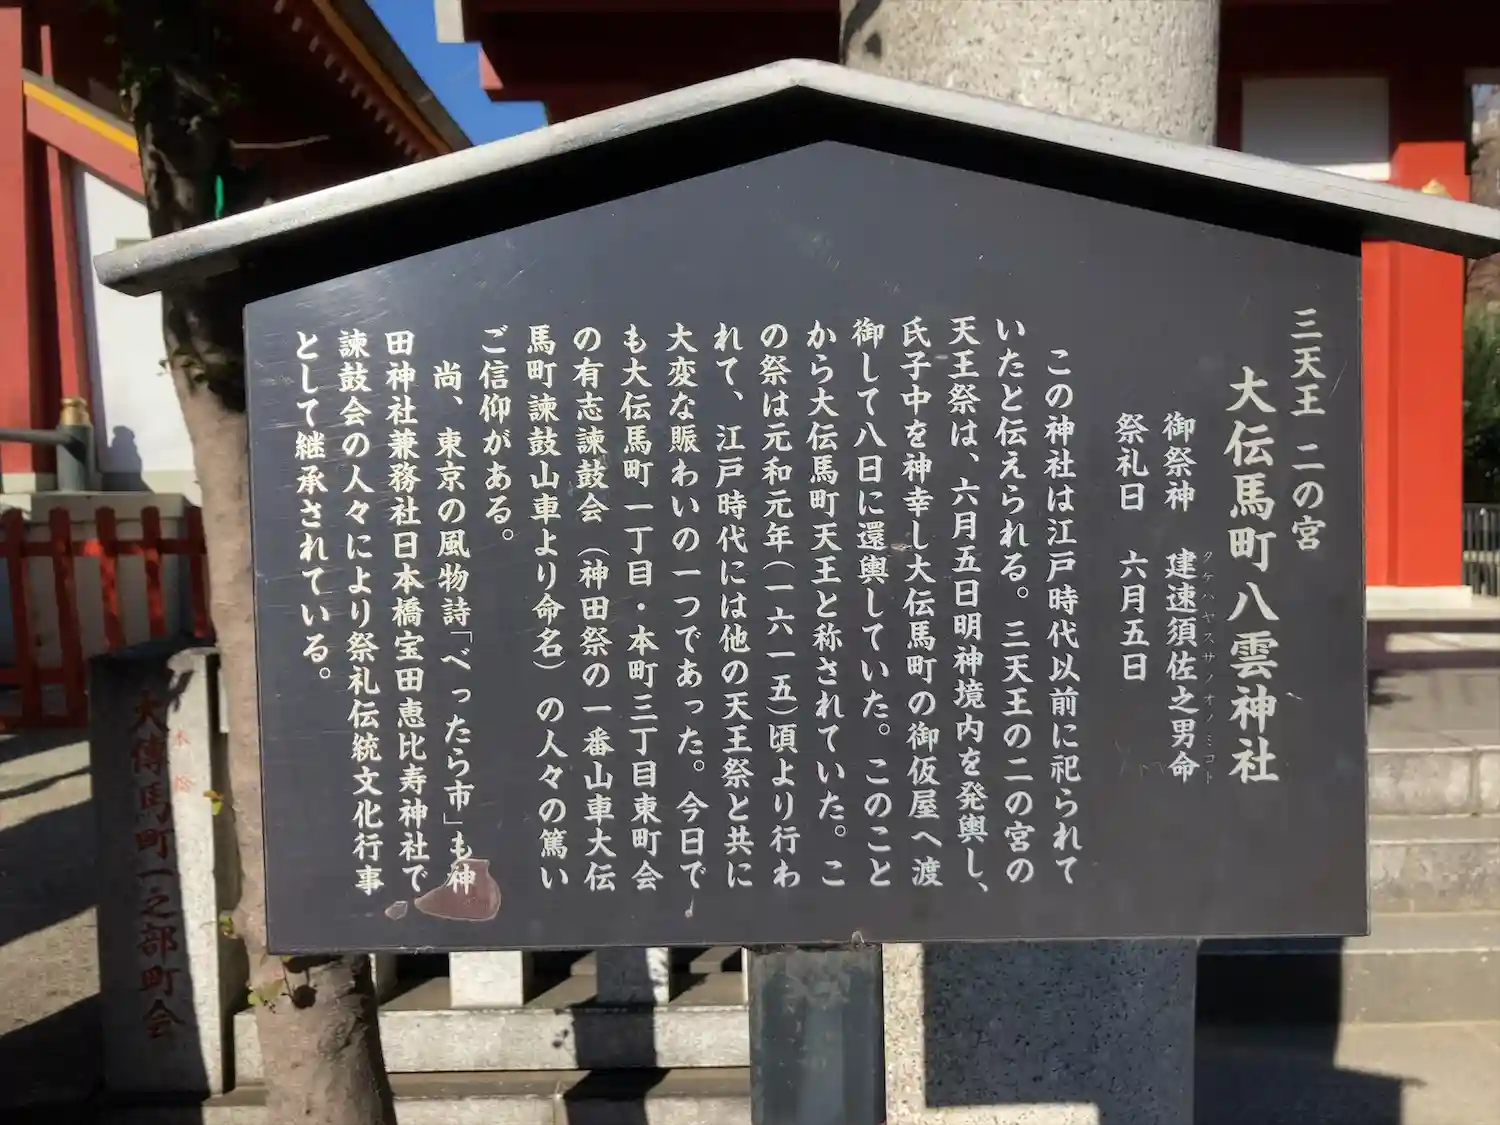 三天王 二の宮
大伝馬町八雲神社
御祭神 建速須佐之男命
タケハヤスサノオノミコト
祭礼日 六月五日
この神社は江戸時代以前に祀られて
いたと伝えられる。三天王の二の宮の
天王祭は、六月五日明神境内を発輿し、
氏子中を神幸し大伝馬町の御仮屋へ渡
御して八日に還輿していた。このこと
から大伝馬町天王と称されていた。こ
の祭は元和元年(一六一五)頃より行わ
れて、江戸時代には他の天王祭と共に
大変な賑わいの一つであった。今日で
も大伝馬町一丁目・本町三丁目東町会
の有志諫鼓会(神田祭の一番山車大伝
馬町諫鼓山車より命名)の人々の篤い
ご信仰がある。
尚、東京の風物詩「べったら市」も神
田神社兼務社日本橋宝田恵比寿神社で
諫鼓会の人々により祭礼伝統文化行事
として継承されている。
大傳馬町一之部町会